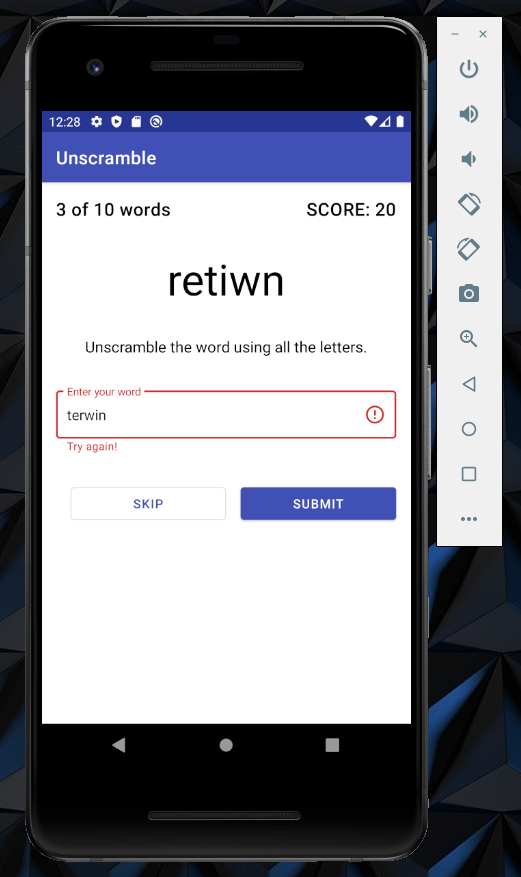 12:28
Unscramble
3 of 10 words SCORE: 20
retiwn
Unscramble the word using all the letters.
Enter your word
terwin
Try again!
SKIP SUBMIT